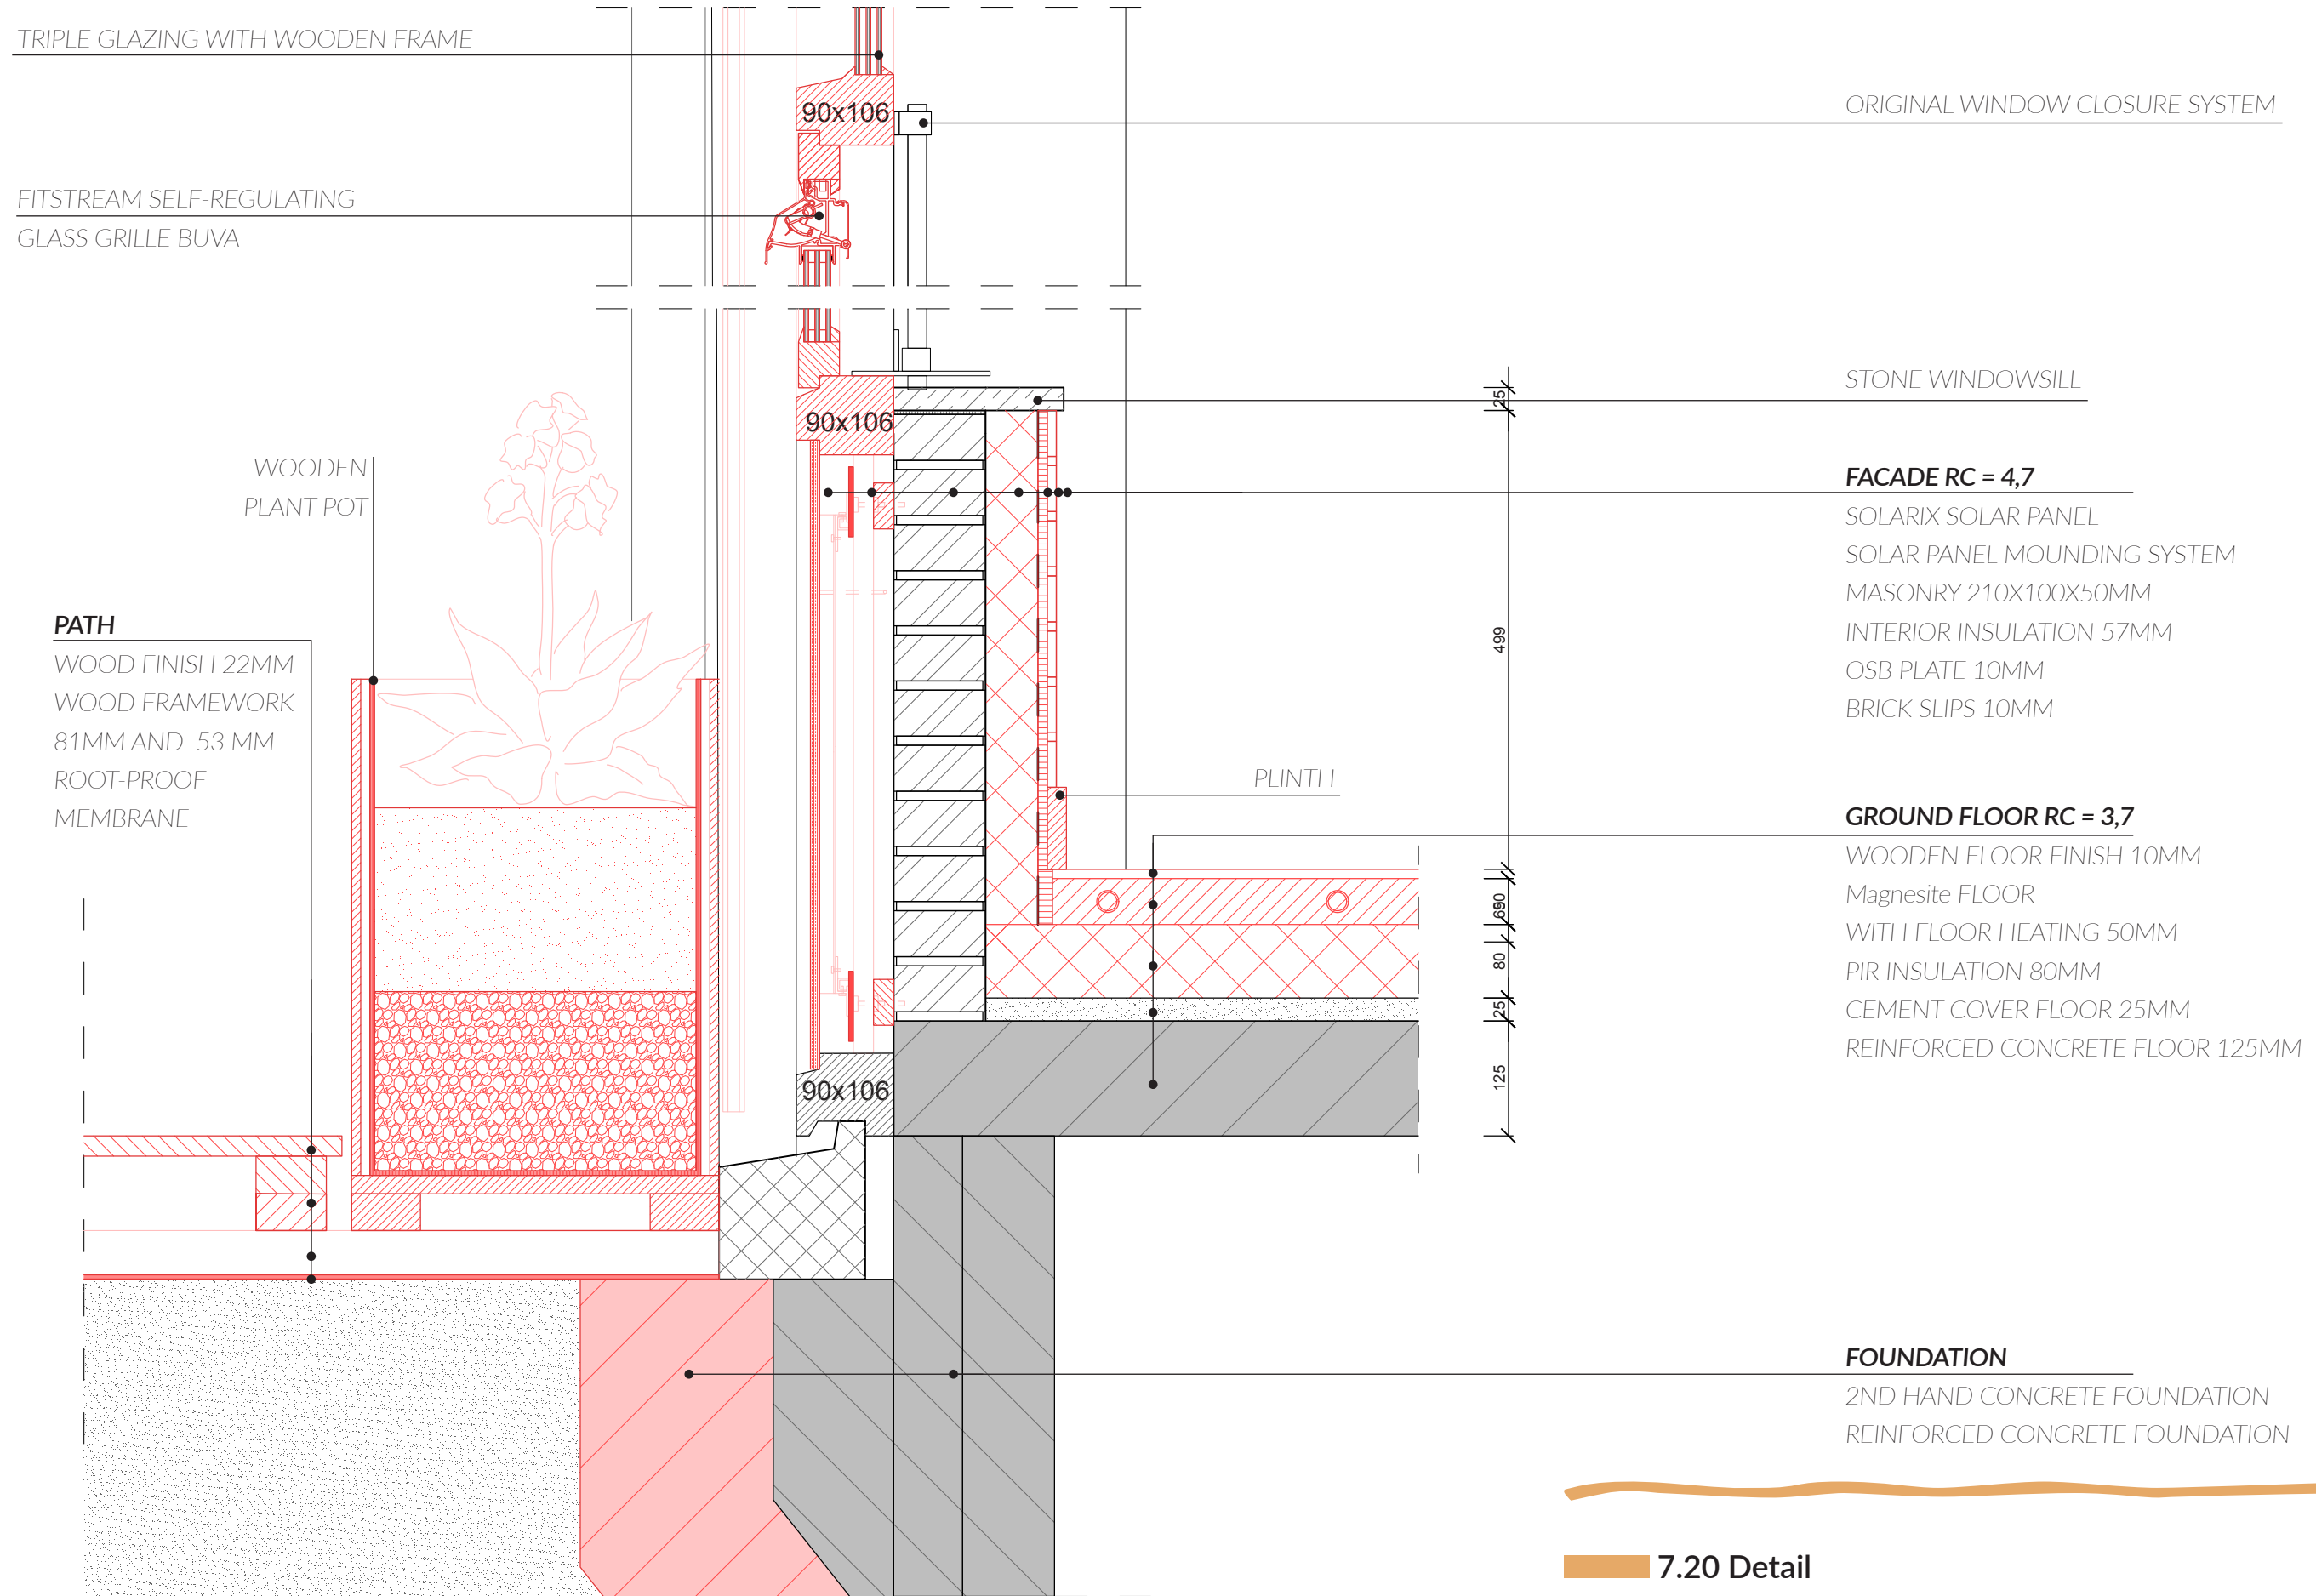 TRIPLE GLAZING WITH WOODEN FRAME
90x106
ORIGINAL WINDOW CLOSURE SYSTEM
FITSTREAM SELF-REGULATING
GLASS GRILLE BUVA
STONE WINDOWSILL
25
90x106
WOODEN
PLANT POT
FACADE RC = 4,7
SOLARIX SOLAR PANEL
SOLAR PANEL MOUNDING SYSTEM
MASONRY 210X100X50MM
INTERIOR INSULATION 57MM
OSB PLATE 10MM
BRICK SLIPS 10MM
499
PATH
WOOD FINISH 22MM
WOOD FRAMEWORK
81MM AND  53 MM
ROOT-PROOF
MEMBRANE
PLINTH
GROUND FLOOR RC = 3,7
WOODEN FLOOR FINISH 10MM
Magnesite FLOOR
WITH FLOOR HEATING 50MM
PIR INSULATION 80MM
CEMENT COVER FLOOR 25MM
REINFORCED CONCRETE FLOOR 125MM
80
25
125
90x106
FOUNDATION
2ND HAND CONCRETE FOUNDATION
REINFORCED CONCRETE FOUNDATION
7.20 Detail